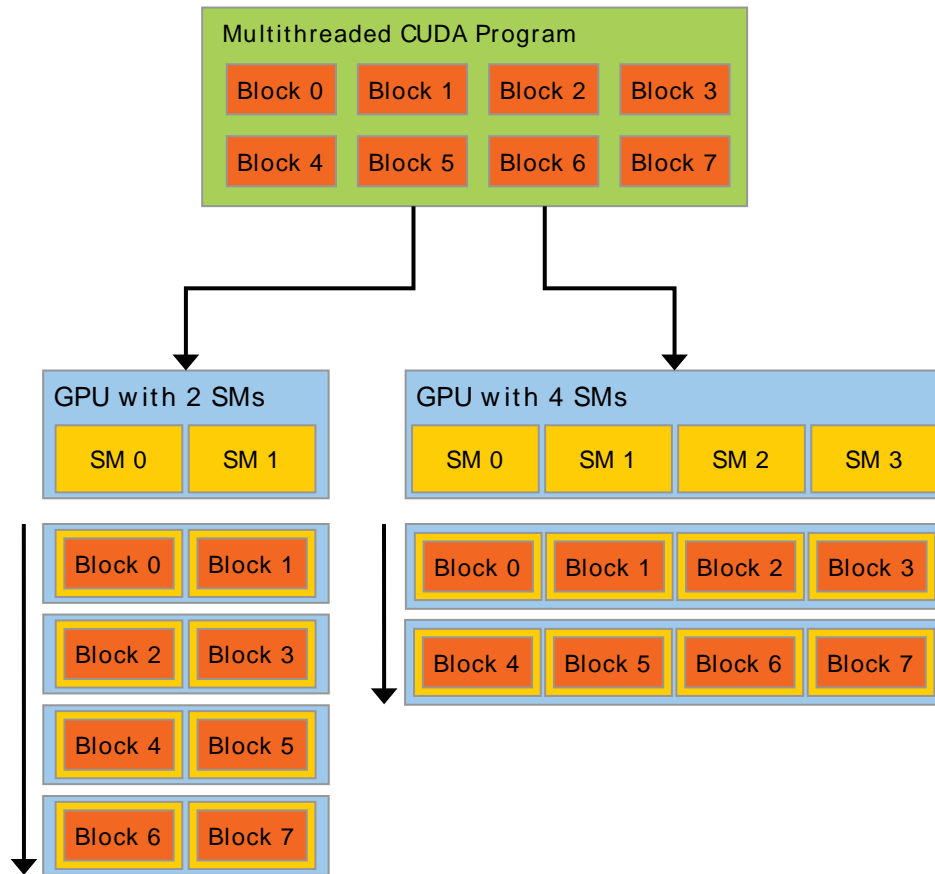 Multithreaded CUDA Program
Block 0 Block 1 Block 2 Block 3
Block 4 Block 5 Block 6 Block 7
GPU with 2 SMs
SM 0 SM 1
Block 0 Block 1
Block 2 Block 3
Block 4 Block 5
Block 6 Block 7
GPU with 4 SMs
SM 0 SM 1 SM 2 SM 3
Block 0 Block 1 Block 2 Block 3
Block 4 Block 5 Block 6 Block 7